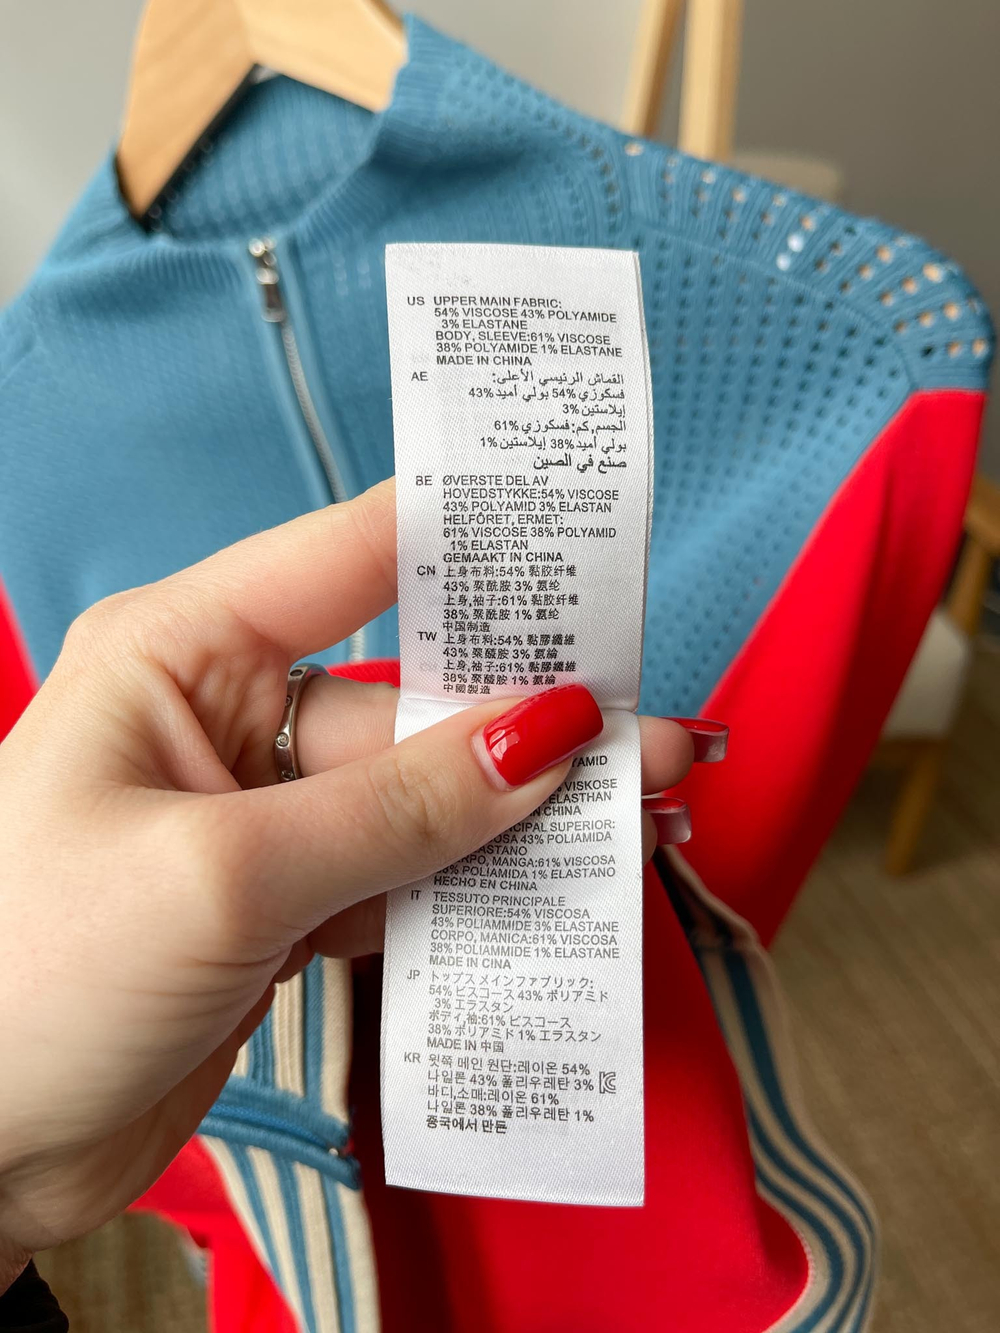 US UPPER MAIN FABRIC:
54% VISCOSE 43% POLYAMIDE
3% ELASTANE
BODY, SLEEVE:61% VISCOSE
38% POLYAMIDE 1% ELASTANE
MADE IN CHINA
AE القماش الرئيسي الأعلى:
فسكوزي 54% بولي أميد 43%
إيلاستين 3%
الجسم,كم: فسكوزي 61%
بولي أميد 38% إيلاستين 1%
صنع في الصين
BE ØVERSTE DEL AV
HOVEDSTYKKE:54% VISCOSE
43% POLYAMID 3% ELASTAN
HELFÔRET, ERMET:
61% VISCOSE 38% POLYAMID
1% ELASTAN
GEMAAKT IN CHINA
CN 上身布料:54% 黏胶纤维
43% 聚酰胺 3% 氨纶
上身,袖子:61% 黏胶纤维
38% 聚酰胺 1% 氨纶
中国制造
TW 上身布料:54% 黏膠纖維
43% 聚醯胺 3% 氨綸
上身,袖子:61% 黏膠纖維
38% 聚醯胺 1% 氨綸
中國製造
VISKOSE
ELASTHAN
CHINA
SUPERIOR:
43% POLIAMIDA
ELASTANO
MANGA:61% VISCOSA
POLIAMIDA 1% ELASTANO
HECHO EN CHINA
IT TESSUTO PRINCIPALE
SUPERIORE:54% VISCOSA
43% POLIAMMIDE 3% ELASTANE
CORPO, MANICA:61% VISCOSA
38% POLIAMMIDE 1% ELASTANE
MADE IN CINA
JP トップス メインファブリック:
54% ビスコース 43% ポリアミド
3% エラスタン
ボディ,袖:61% ビスコース
38% ポリアミド 1% エラスタン
MADE IN 中国
KR 윗쪽 메인 원단:레이온 54%
나일론 43% 폴리우레탄 3%
바디,소매:레이온 61%
나일론 38% 폴리우레탄 1%
중국에서 만든